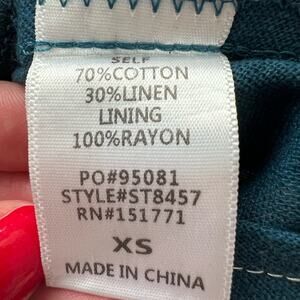 SELF
70%COTTON
30%LINEN
LINING
100%RAYON
PO#95081
STYLE#ST8457
RN#151771
XS
MADE IN CHINA